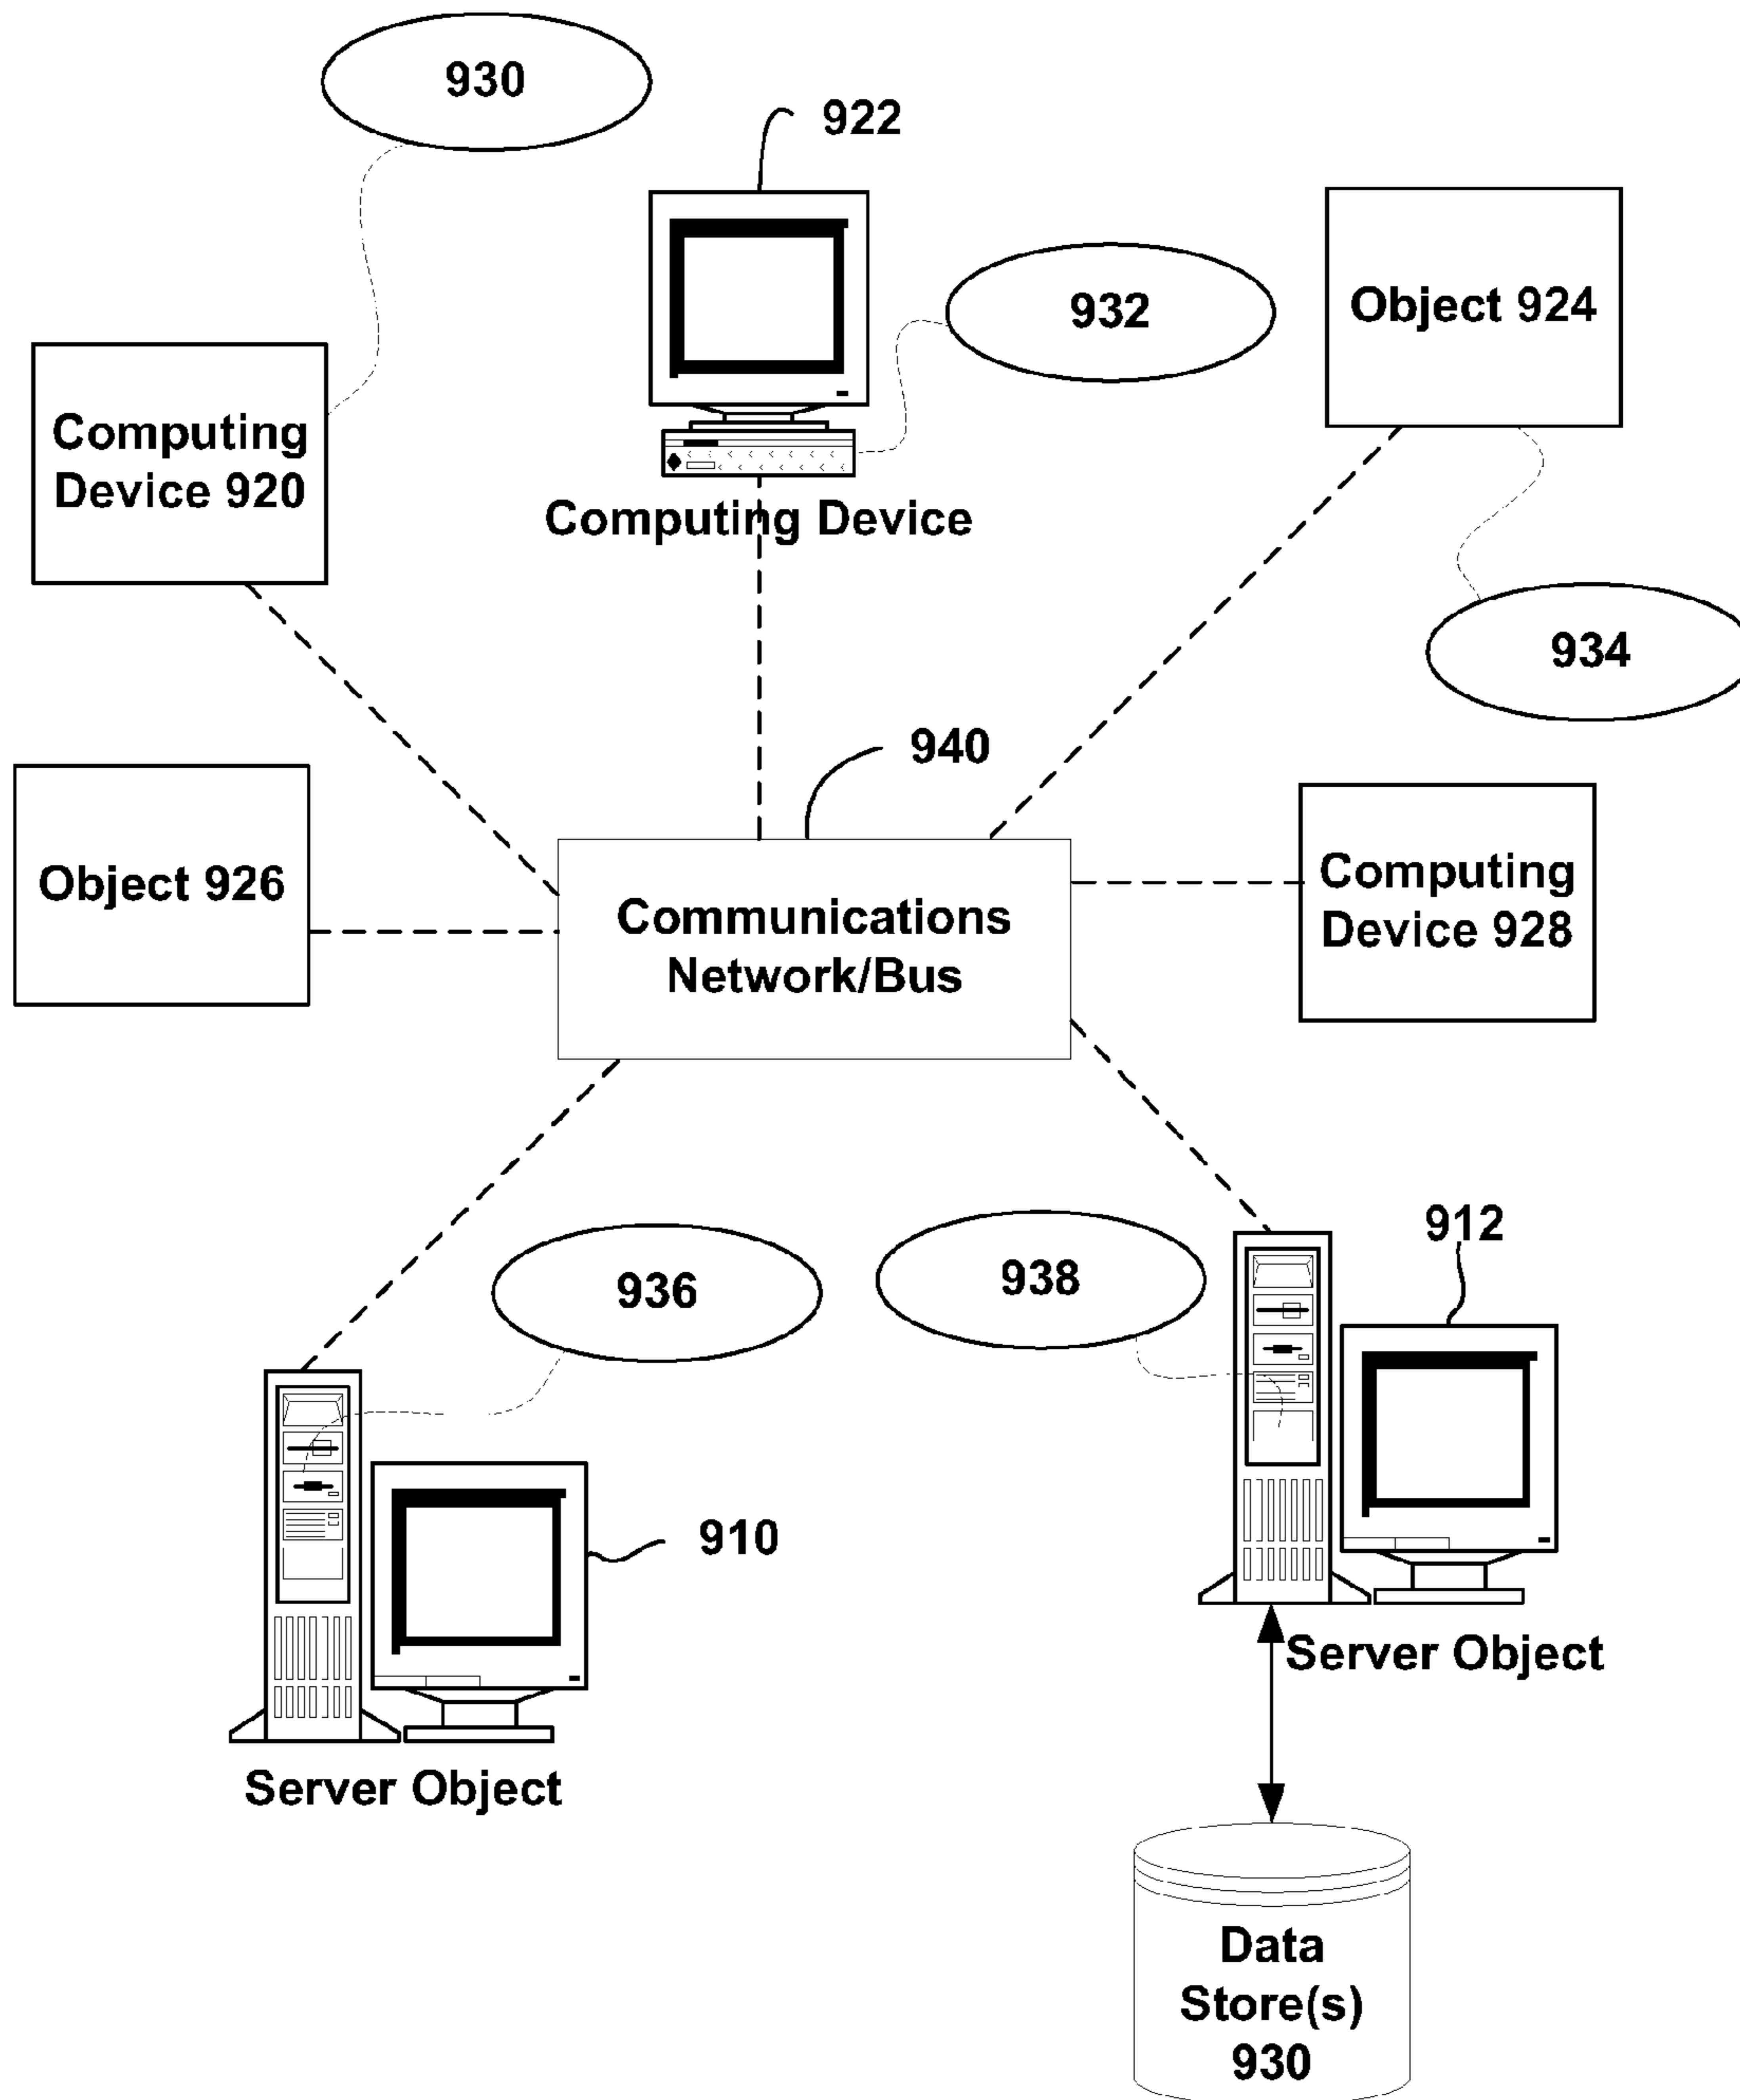 930
922
932
Object 924
Computing
Device 920
Computing Device
934
940
Object 926
Communications
Network/Bus
Computing
Device 928
936
938
912
910
Server Object
Server Object
Data
Store(s)
930